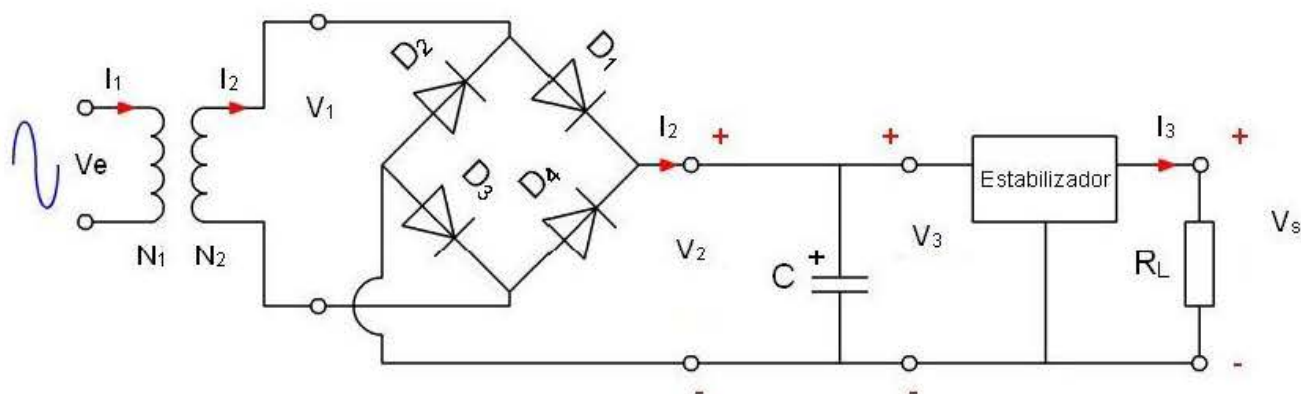 D2
D1
I1
I2
V1
Ve
N1
N2
D3
D4
I2
+
+
I3
+
Estabilizador
V2
V3
Vs
C
+
RL
-
-
-